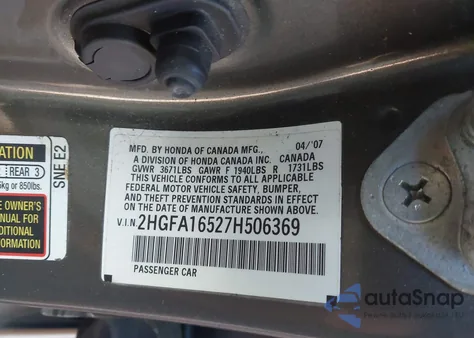 MFD. BY HONDA OF CANADA MFG., 04/'07
A DIVISION OF HONDA CANADA INC. CANADA
GVWR 3671LBS GAWR F 1940LBS R 1731LBS
THIS VEHICLE CONFORMS TO ALL APPLICABLE
FEDERAL MOTOR VEHICLE SAFETY, BUMPER,
AND THEFT PREVENTION STANDARDS IN EFFECT
ON THE DATE OF MANUFACTURE SHOWN ABOVE.
V.I.N. 2HGFA16527H506369
PASSENGER CAR
ATION
REAR 3
kg or 850lbs.
SNE E2
E OWNER'S
NUAL FOR
DITIONAL
ORMATION
autoSnap